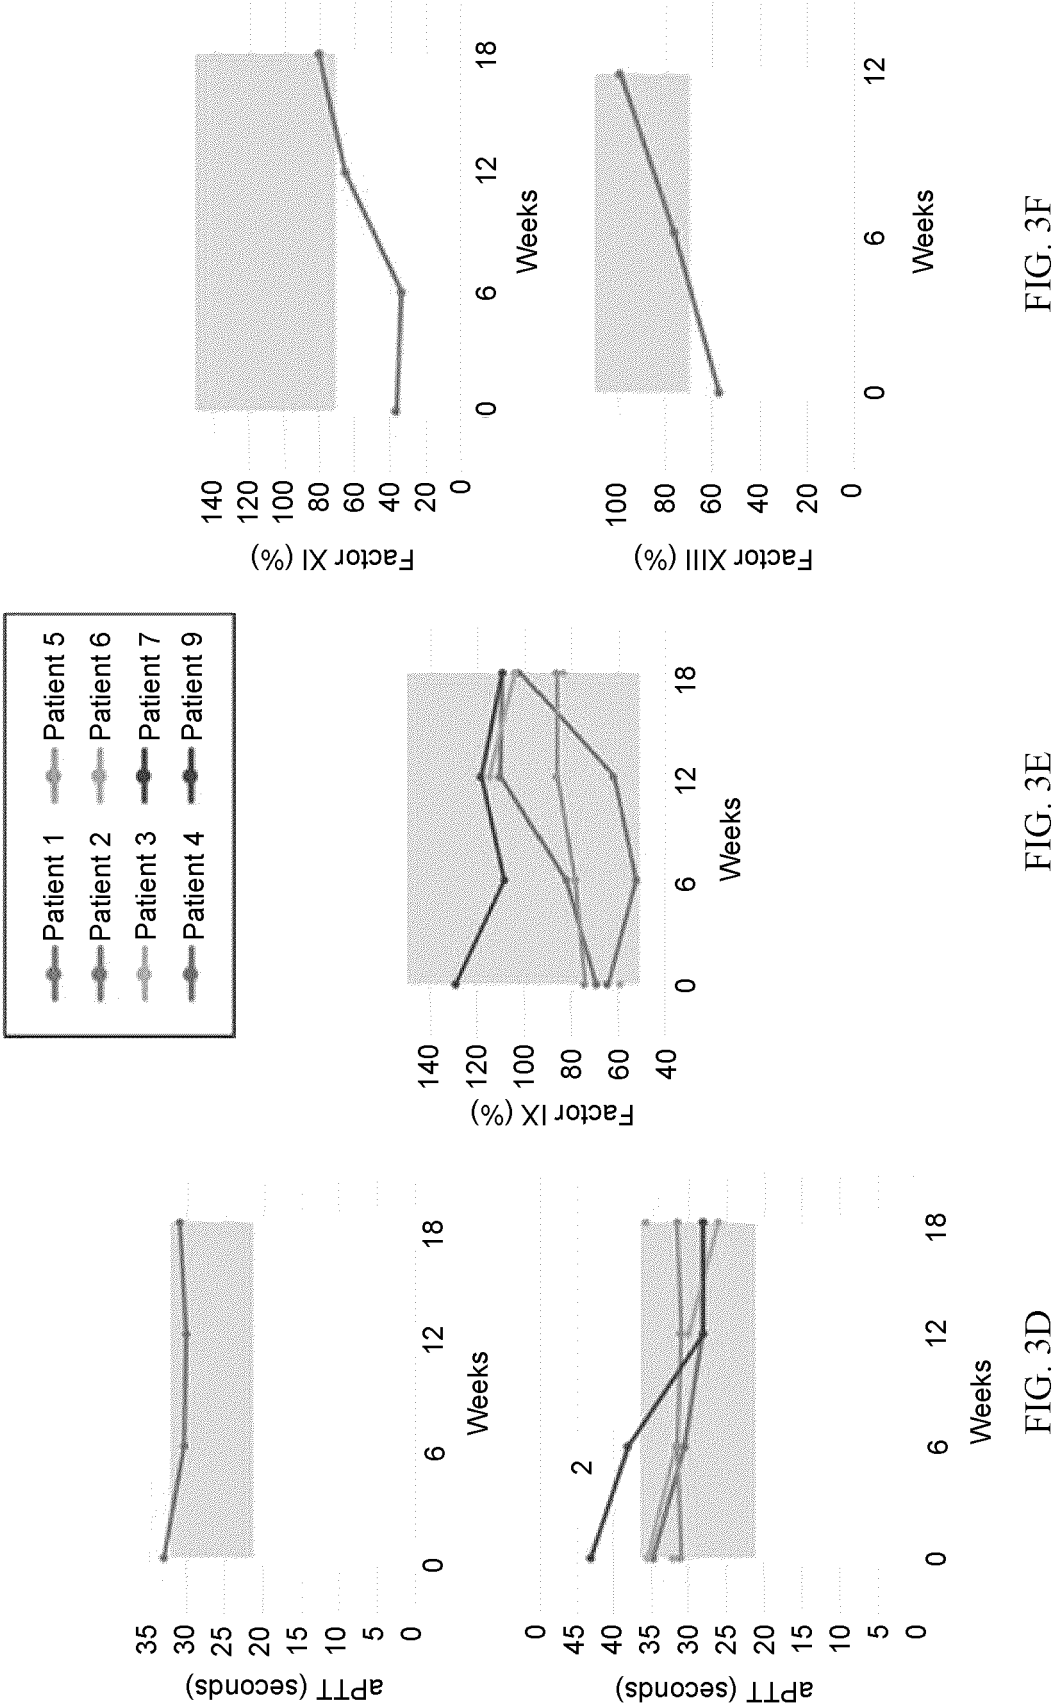 Patient 1
Patient 5
Patient 2
Patient 6
Patient 3
Patient 7
Patient 4
Patient 9
aPTT (seconds)
35
30
25
20
15
10
5
0
0
6
12
18
Weeks
aPTT (seconds)
0
45
40
35
30
25
20
15
10
5
0
2
0
6
12
18
Weeks
FIG. 3D
Factor IX (%)
140
120
100
80
60
40
0
6
12
18
Weeks
FIG. 3E
Factor XI (%)
140
120
100
80
60
40
20
0
0
6
12
18
Weeks
Factor XIII (%)
100
80
60
40
20
0
0
6
12
Weeks
FIG. 3F